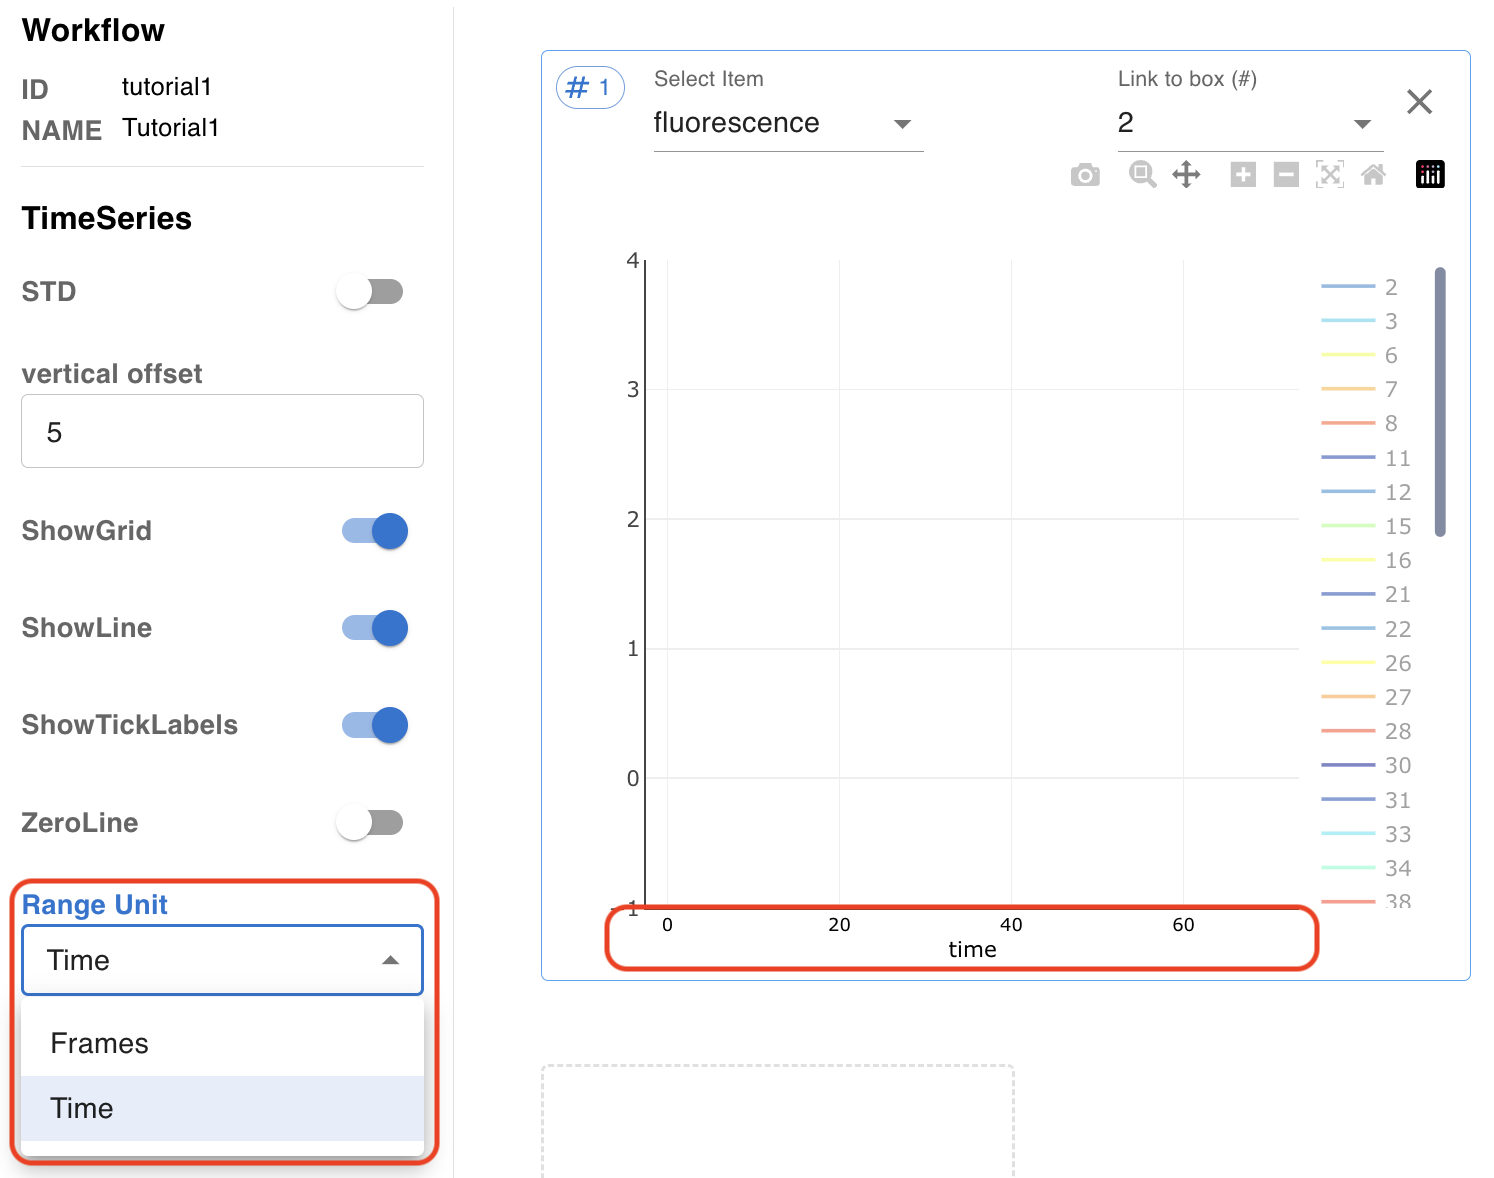 Workflow
ID tutorial1
NAME Tutorial1
TimeSeries
STD
vertical offset
5
ShowGrid
ShowLine
ShowTickLabels
ZeroLine
Range Unit
Time
Frames
Time
# 1
Select Item
fluorescence
Link to box (#)
2
4
3
2
1
0
-1
0 20 40 60
time
2
3
6
7
8
11
12
15
16
21
22
26
27
28
30
31
33
34
38